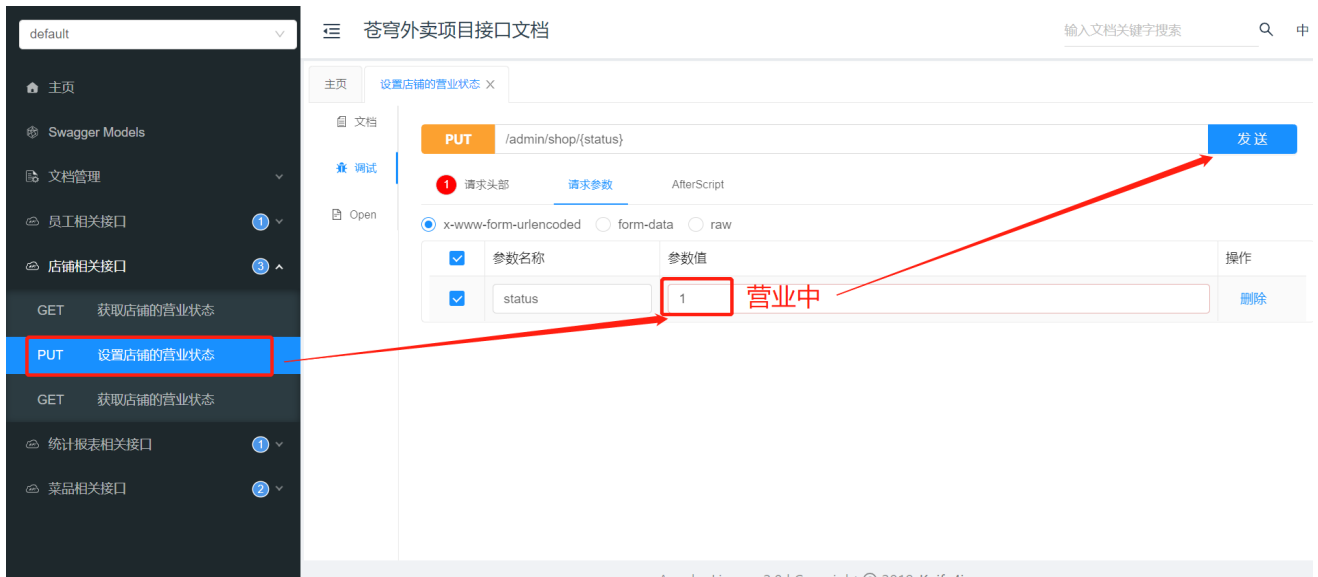 default
主页
Swagger Models
文档管理
员工相关接口 1
店铺相关接口 3
GET 获取店铺的营业状态
PUT 设置店铺的营业状态
GET 获取店铺的营业状态
统计报表相关接口 1
菜品相关接口 2
苍穹外卖项目接口文档
输入文档关键字搜索 中
主页 设置店铺的营业状态
文档
调试
Open
PUT /admin/shop/{status} 发送
1 请求头部 请求参数 AfterScript
x-www-form-urlencoded form-data raw
参数名称 参数值 操作
status 1 营业中 删除